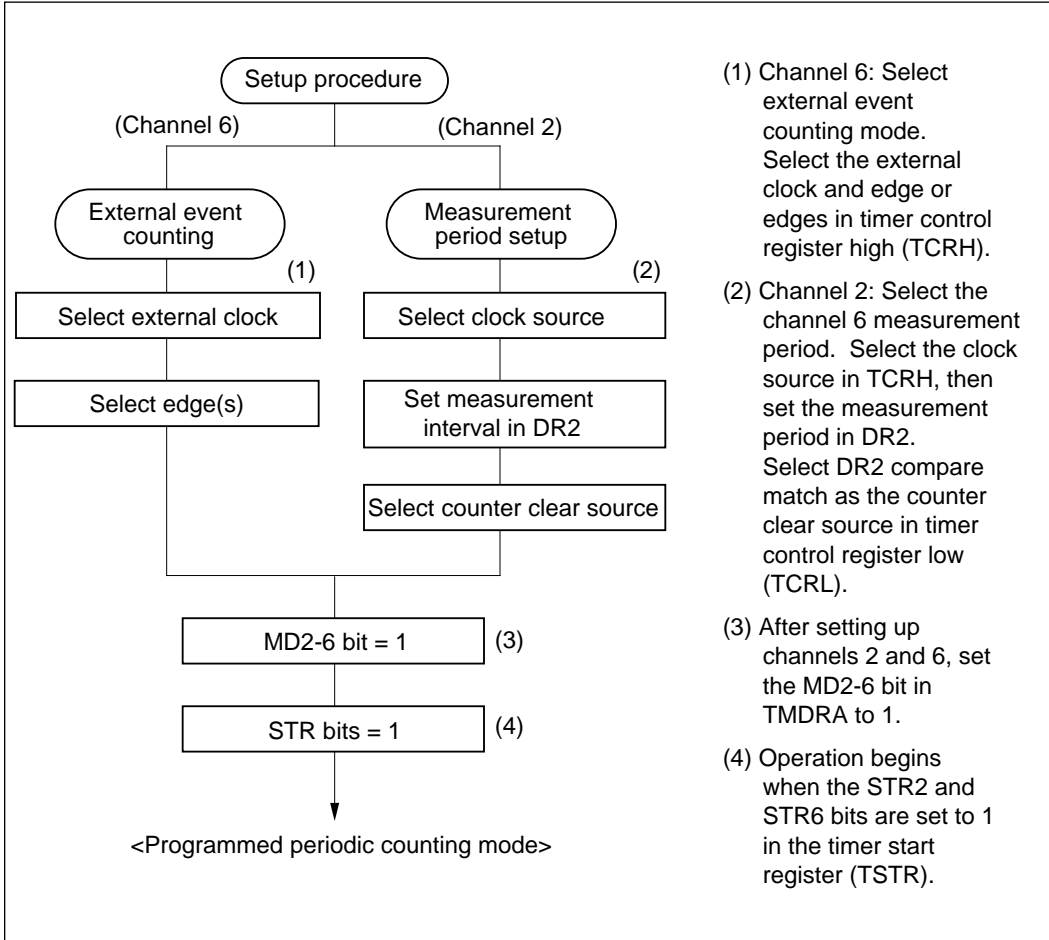 Setup procedure
(Channel 6)
(Channel 2)
External event
counting
Measurement
period setup
(1)
(2)
Select external clock
Select clock source
Select edge(s)
Set measurement
interval in DR2
Select counter clear source
MD2-6 bit = 1
(3)
STR bits = 1
(4)
<Programmed periodic counting mode>
(1) Channel 6: Select
external event
counting mode.
Select the external
clock and edge or
edges in timer control
register high (TCRH).
(2) Channel 2: Select the
channel 6 measurement
period. Select the clock
source in TCRH, then
set the measurement
period in DR2.
Select DR2 compare
match as the counter
clear source in timer
control register low
(TCRL).
(3) After setting up
channels 2 and 6, set
the MD2-6 bit in
TMDRA to 1.
(4) Operation begins
when the STR2 and
STR6 bits are set to 1
in the timer start
register (TSTR).